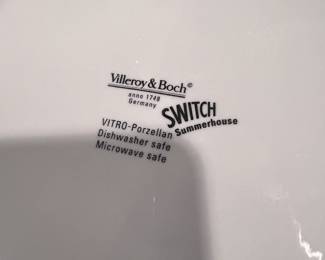 Villeroy & Boch©
anno 1748
Germany
SWITCH
Summerhouse
VITRO-Porzellan
Dishwasher safe
Microwave safe